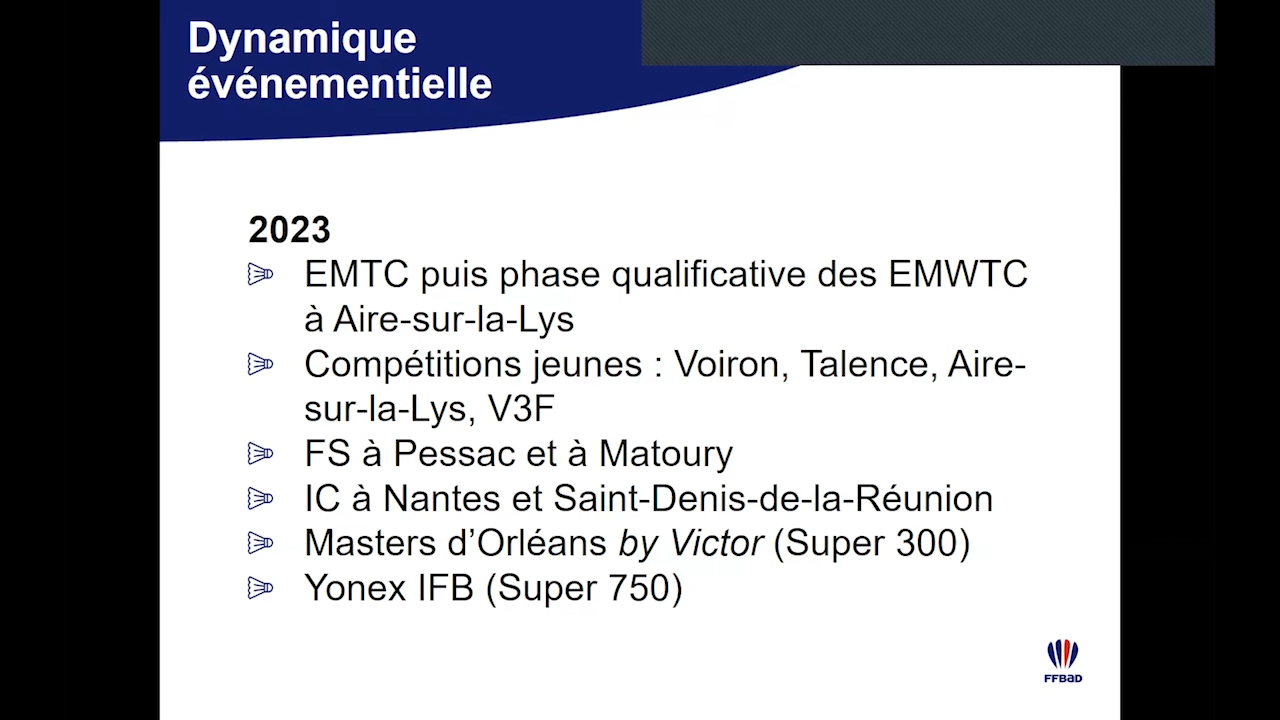 Dynamique
événementielle
2023
EMTC puis phase qualificative des EMWTC
à Aire-sur-la-Lys
Compétitions jeunes : Voiron, Talence, Aire-
sur-la-Lys, V3F
FS à Pessac et à Matoury
IC à Nantes et Saint-Denis-de-la-Réunion
Masters d’Orléans by Victor (Super 300)
Yonex IFB (Super 750)
FFBaD